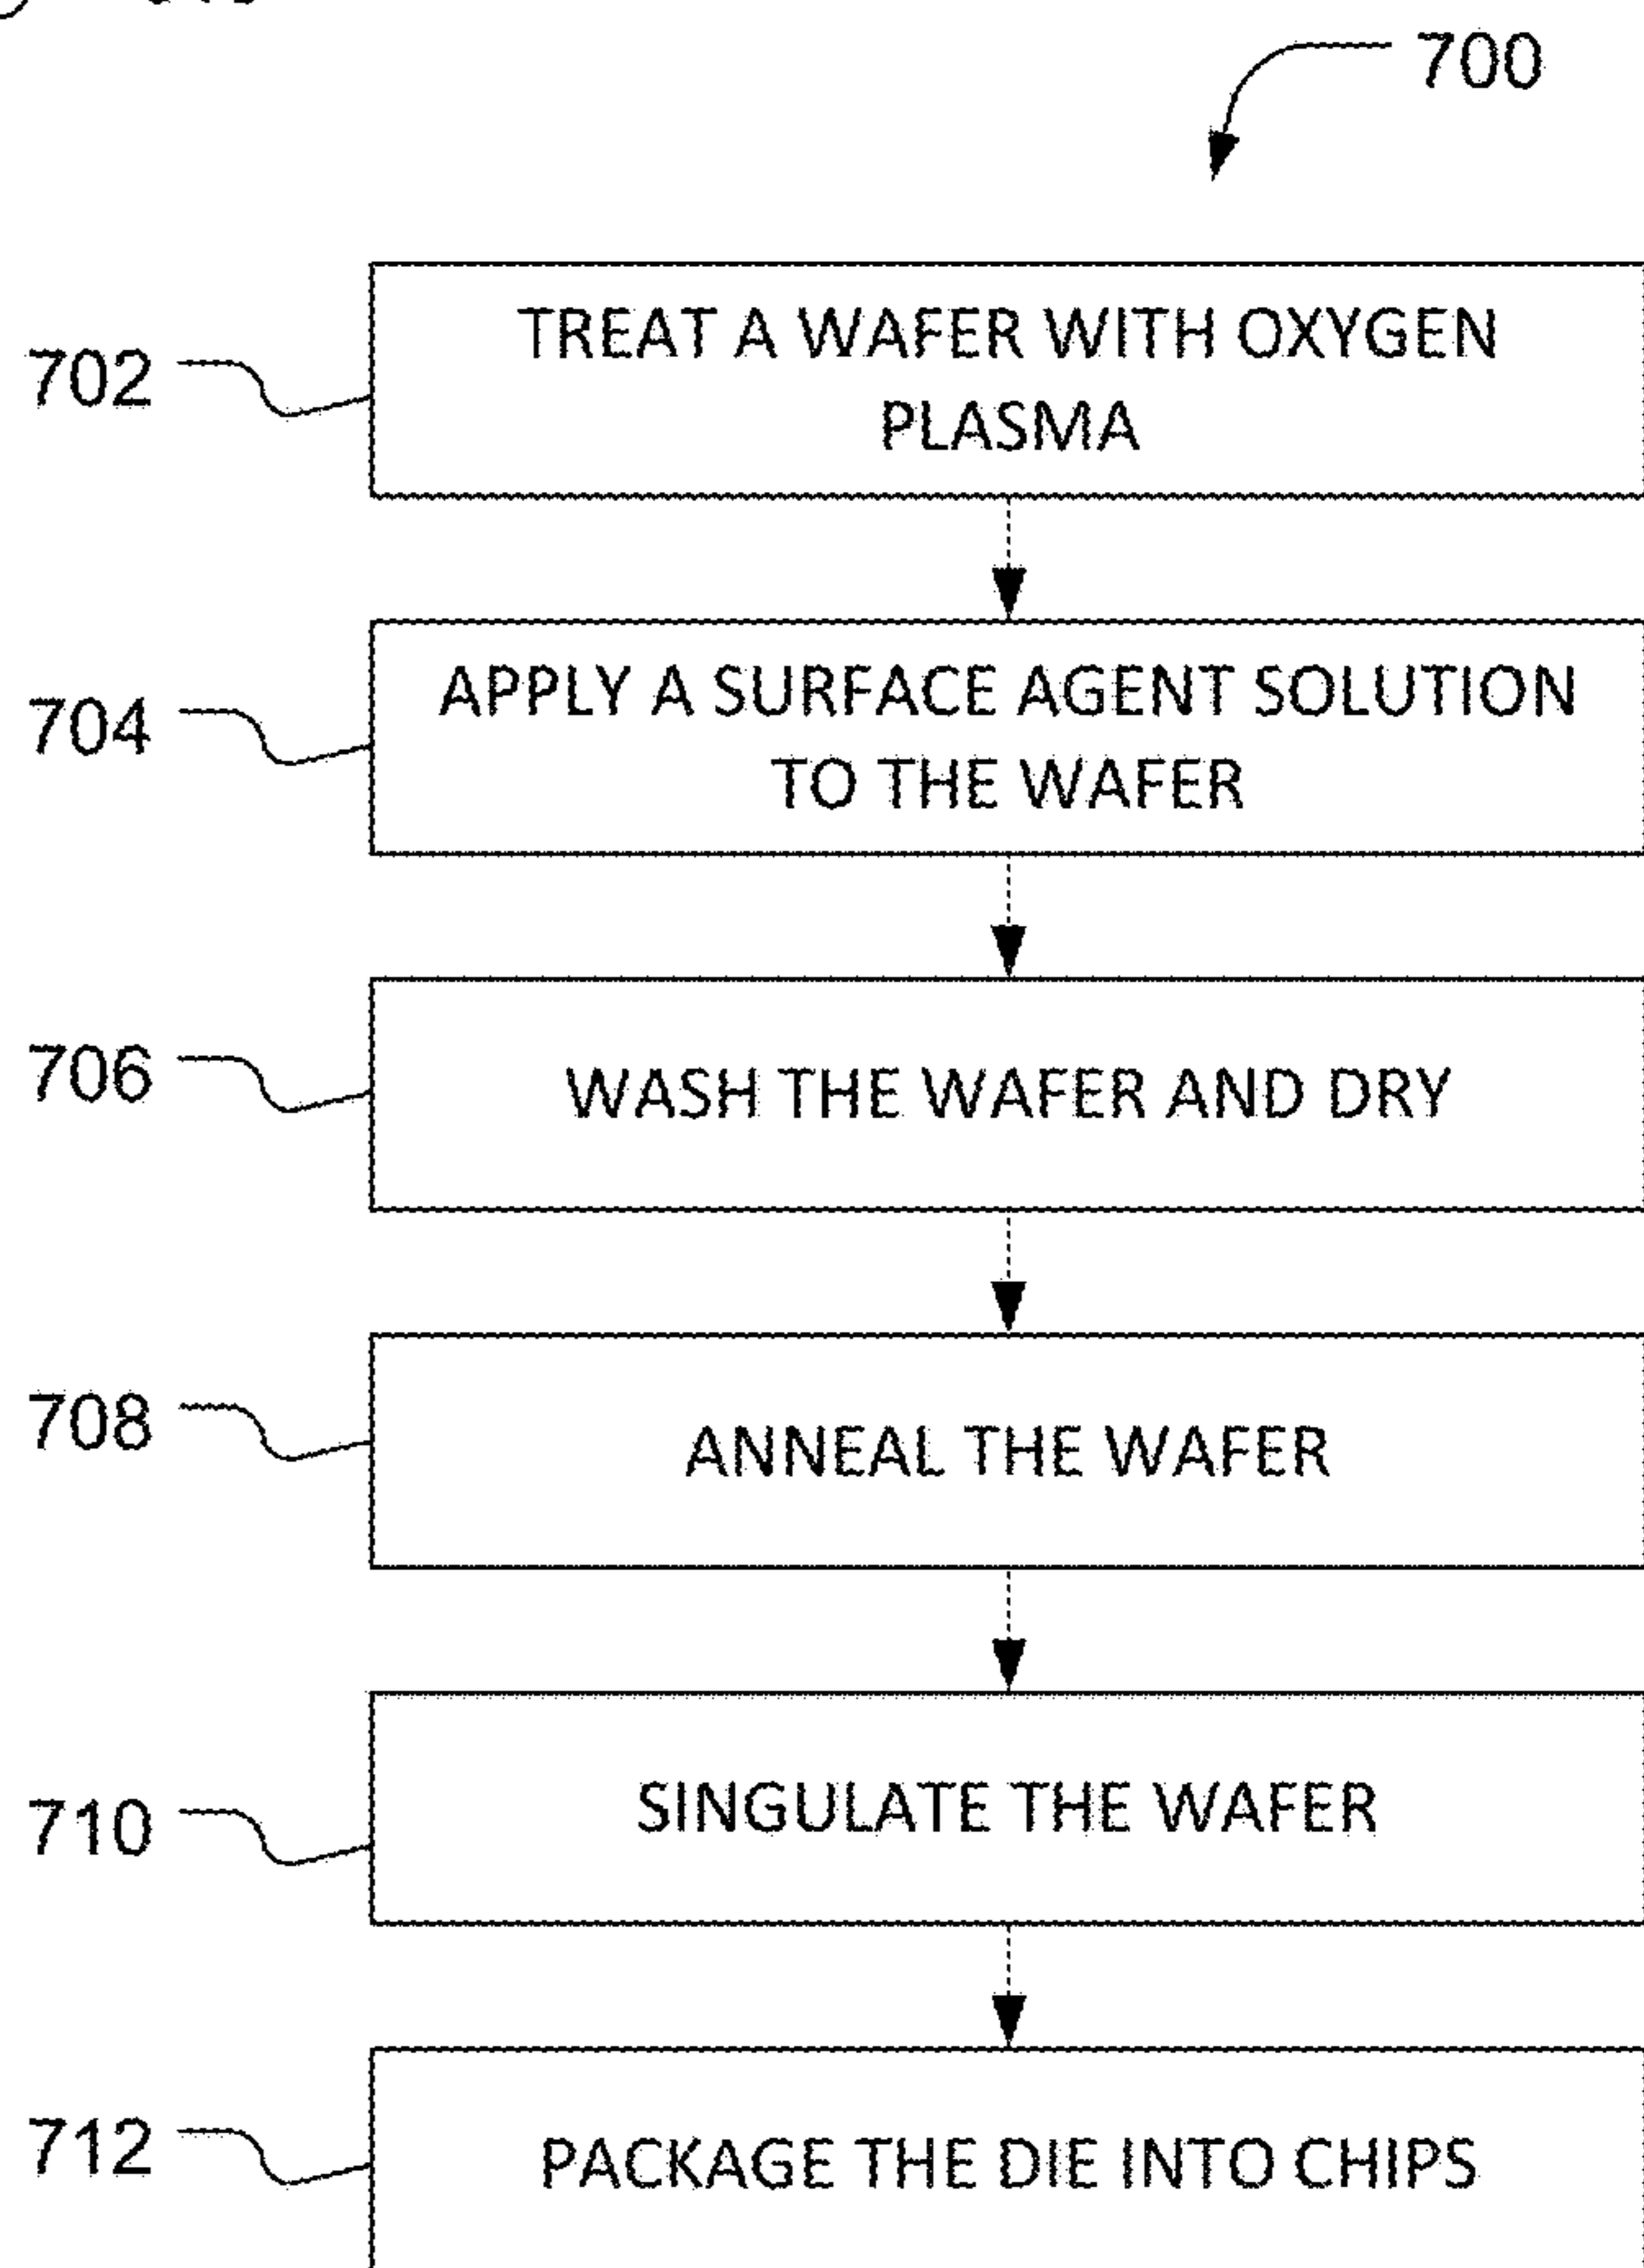 700
702
TREAT A WAFER WITH OXYGEN
PLASMA
704
APPLY A SURFACE AGENT SOLUTION
TO THE WAFER
706
WASH THE WAFER AND DRY
708
ANNEAL THE WAFER
710
SINGULATE THE WAFER
712
PACKAGE THE DIE INTO CHIPS